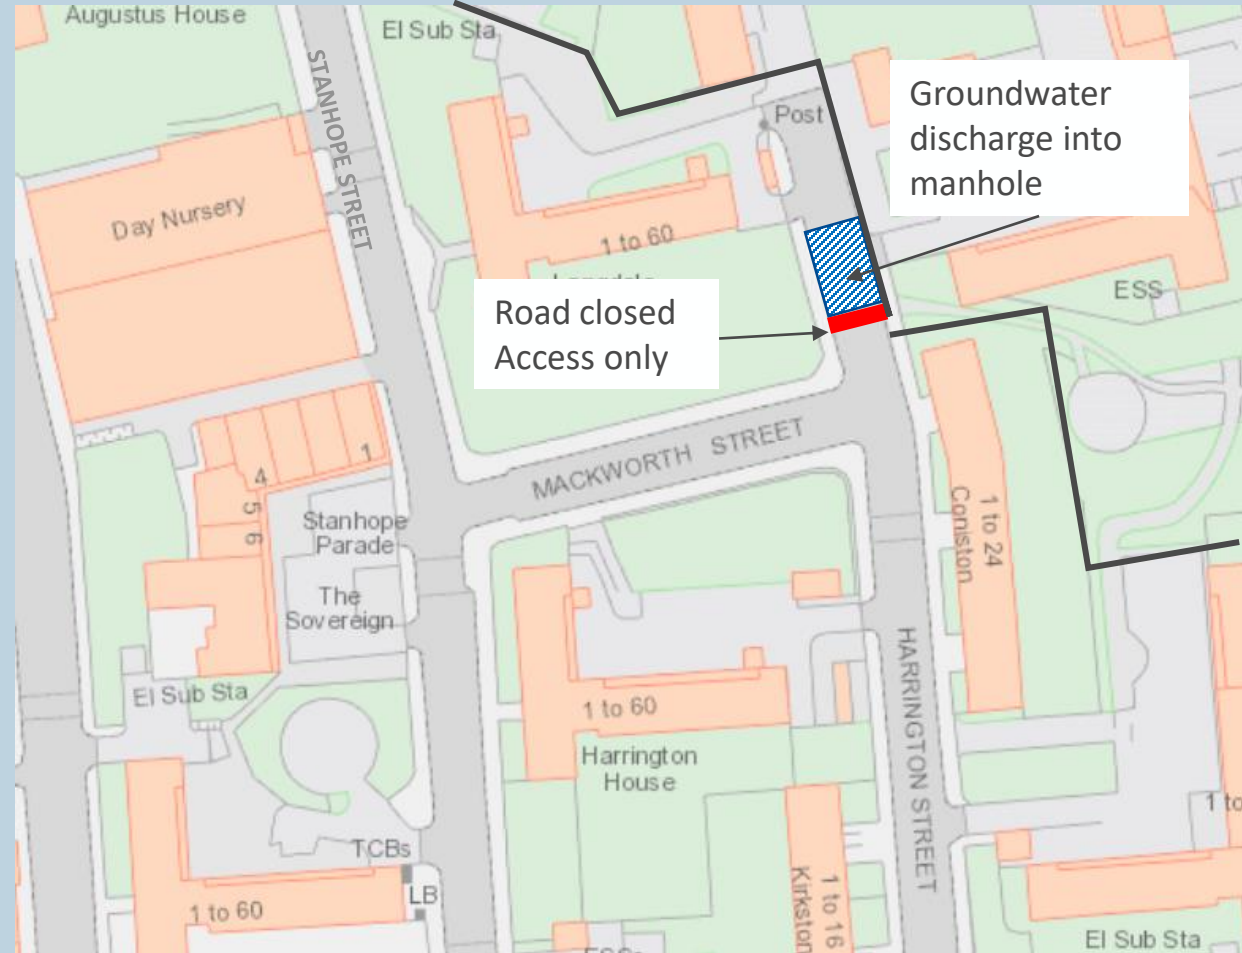 Augustus House
El Sub Sta
STANHOPE STREET
Post
Groundwater
discharge into
manhole
Day Nursery
1 to 60
ESS
Road closed
Access only
MACKWORTH STREET
1
4
5
6
Stanhope
Parade
1 to 24
Coniston
The
Sovereign
El Sub Sta
1 to 60
HARRINGTON STREET
Harrington
House
TCBs
LB
1 to 60
1 to 16
Kirkston
1 to
El Sub Sta